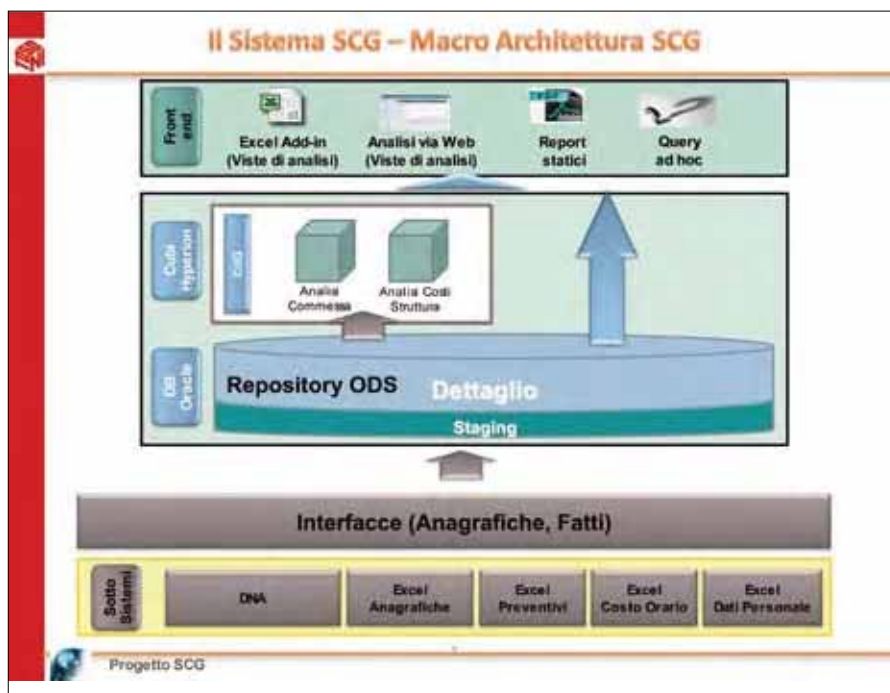 Il Sistema SCG – Macro Architettura SCG
Front
end
Excel Add-in
(Viste di analisi)
Analisi via Web
(Viste di analisi)
Report
statici
Query
ad hoc
Cubi
Hyperion
CdG
Analisi
Commessa
Analisi Costi
Struttura
DB
Oracle
Repository ODS
Dettaglio
Staging
Interfacce (Anagrafiche, Fatti)
Sotto
Sistemi
DNA
Excel
Anagrafiche
Excel
Preventivi
Excel
Costo Orario
Excel
Dati Personale
Progetto SCG